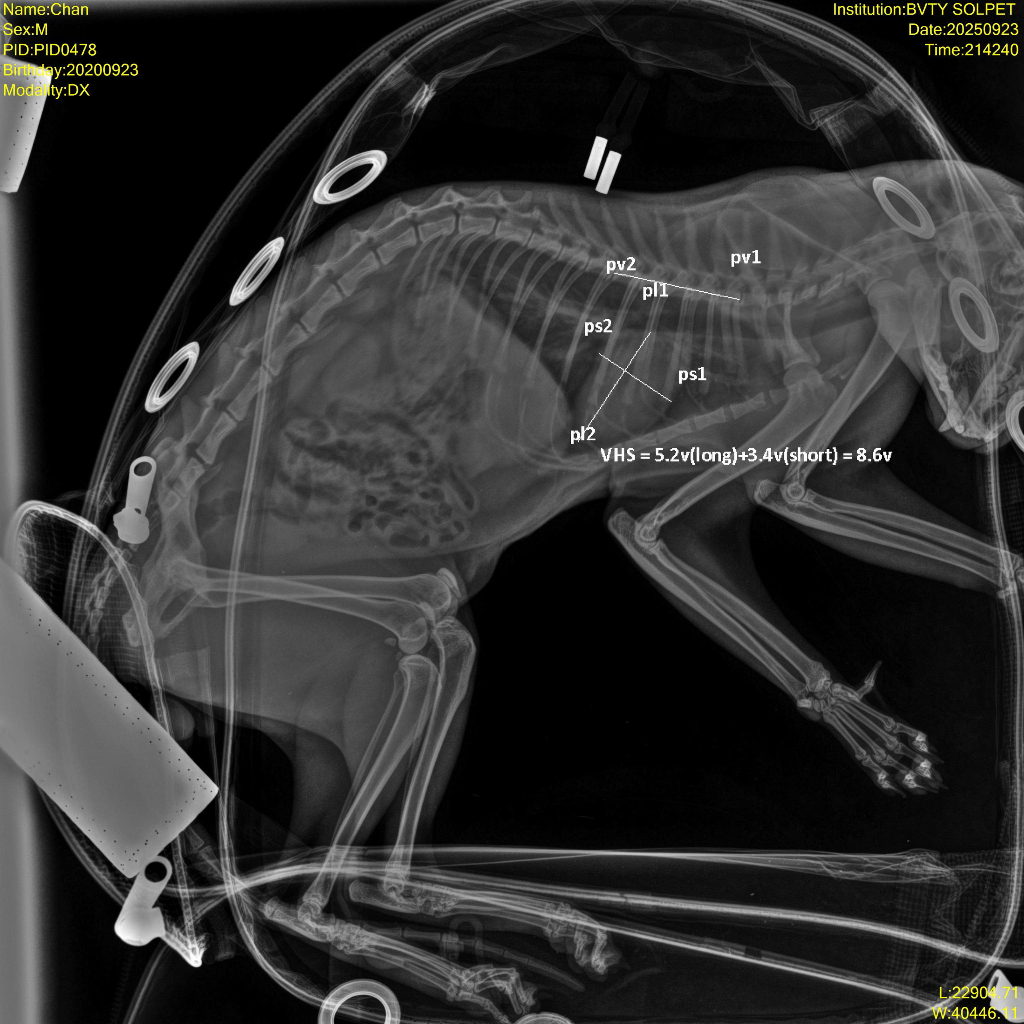 Name:Chan
Sex:M
PID:PID0478
Birthday:20200923
Modality:DX
Institution:BVTY SOLPET
Date:20250923
Time:214240
pv1
pv2
pl1
ps2
ps1
pl2
VHS = 5.2v(long)+3.4v(short) = 8.6v
L:22904.71
W:40446.11